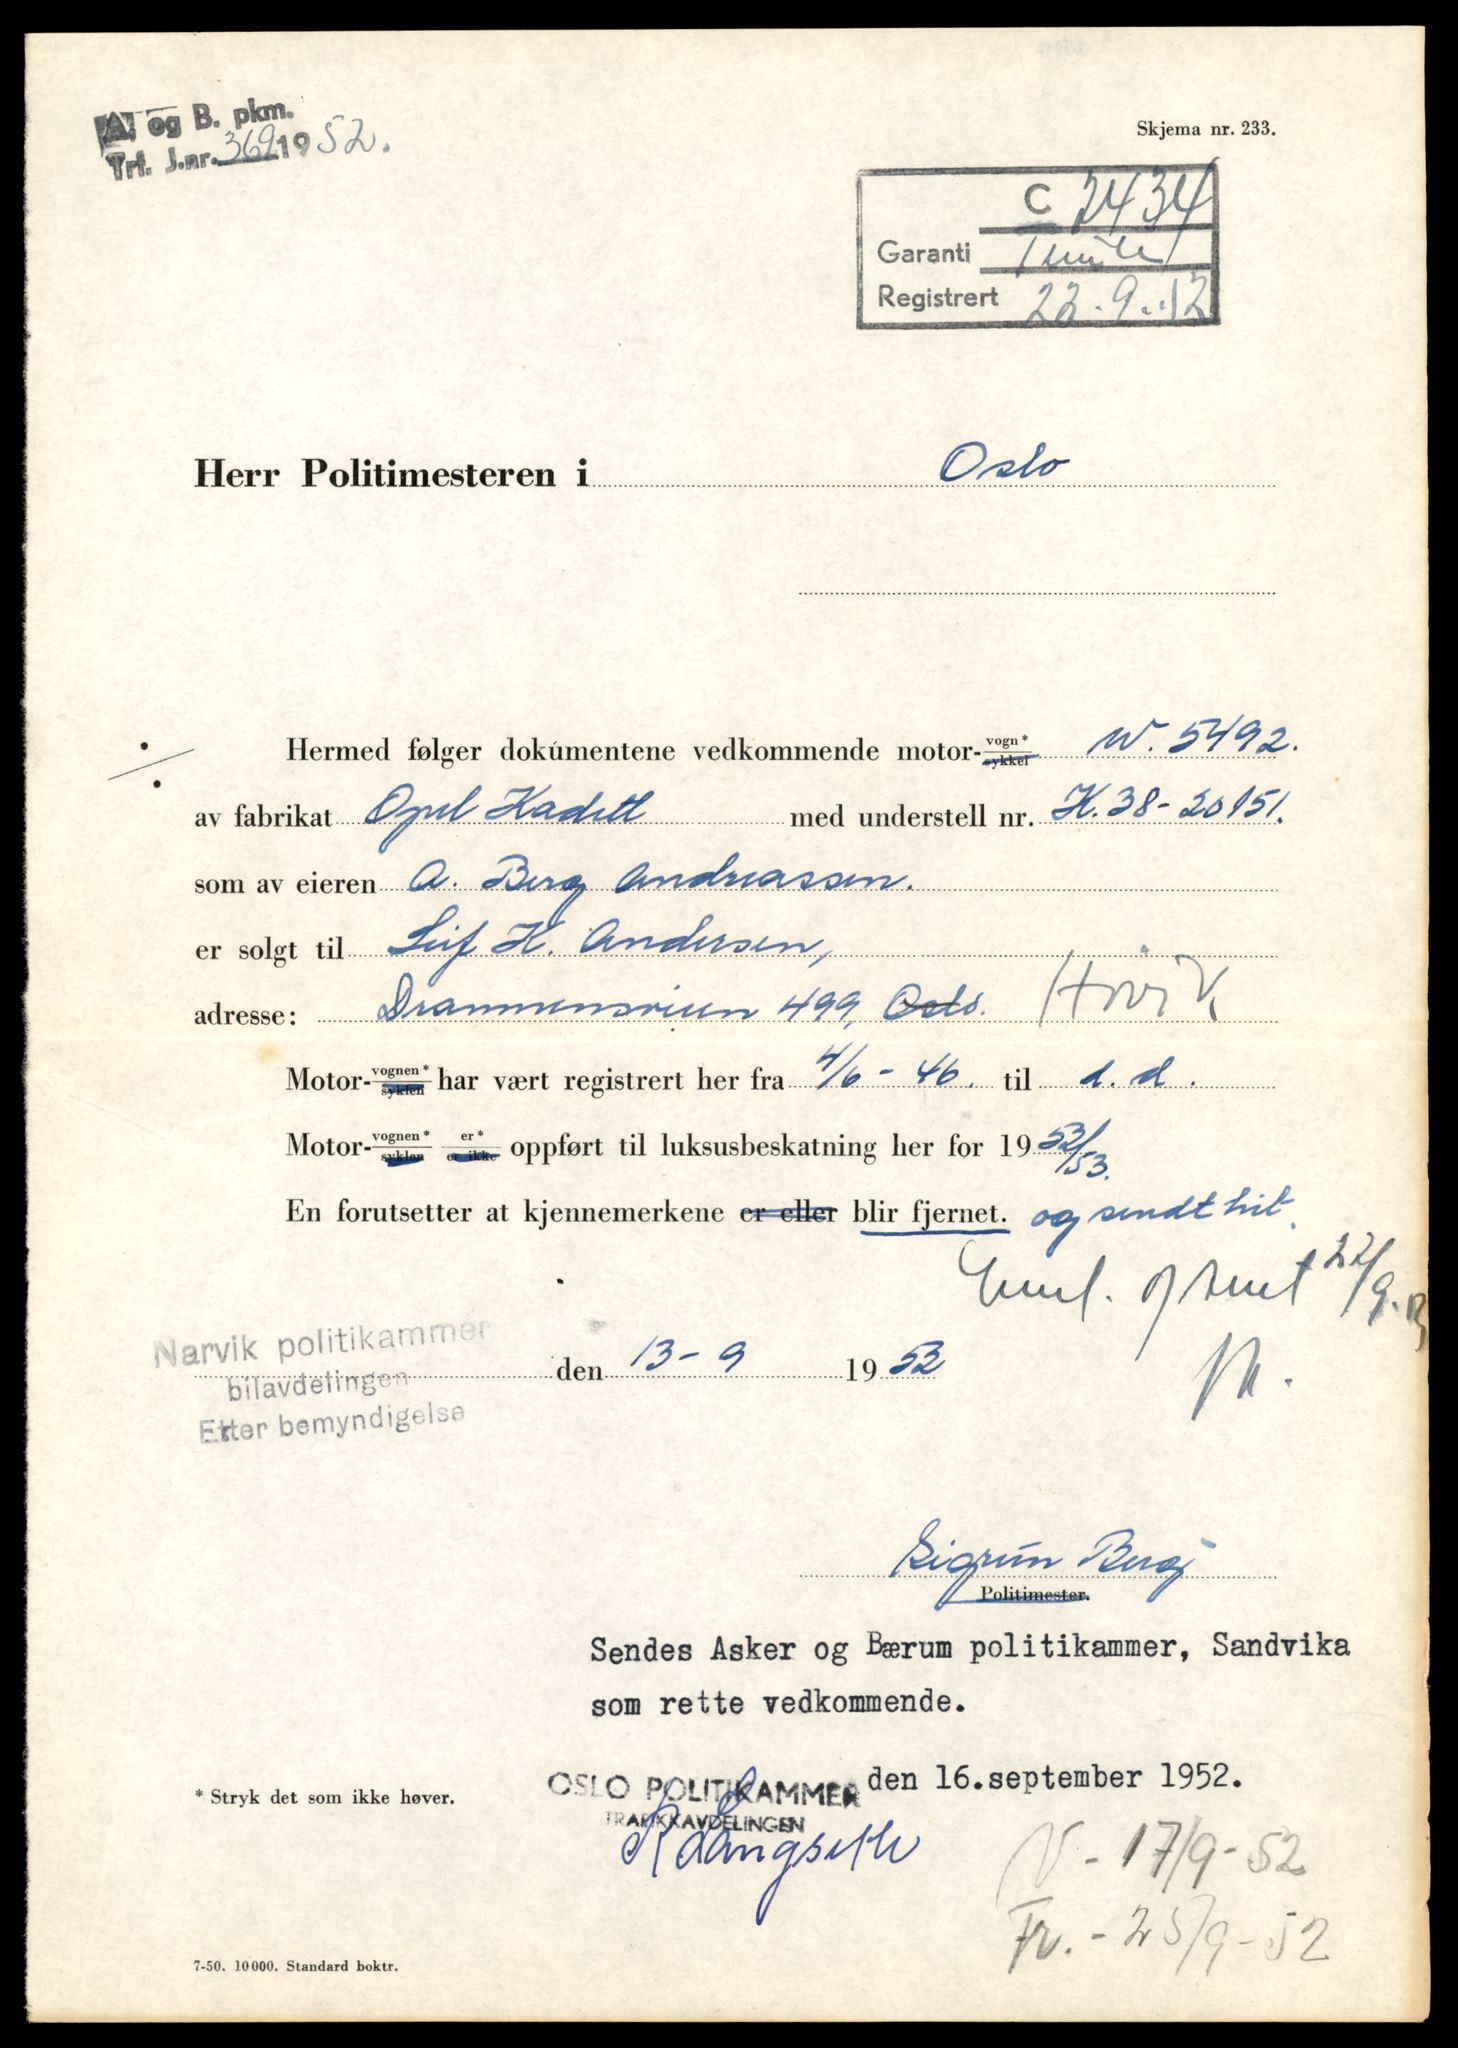 A. og B. pkm.
Trf. J.nr. 369 1952.
Skjema nr. 233.
C 2434
Garanti
Registrert 22.9.52
Herr Politimesteren i Oslo
Hermed følger dokumentene vedkommende motor-vogn* sykkel W. 5492.
av fabrikat Opel Kadett med understell nr. K.38-20151.
som av eieren A. Berg Andreassen.
er solgt til Leif K. Andersen,
adresse: Drammensveien 499, Oslo. Høvik
Motor-vognen* syklen har vært registrert her fra 4/6-46. til d.d.
Motor-vognen* syklen er* er ikke oppført til luksusbeskatning her for 1952/53.
En forutsetter at kjennemerkene er eller blir fjernet. og sendt hit.
22/9.
Narvik politikammer
bilavdelingen
Etter bemyndigelse
den 13-9 1952
Sigrun Berg
Politimester.
Sendes Asker og Bærum politikammer, Sandvika
som rette vedkommende.
OSLO POLITIKAMMER den 16.september 1952.
TRAFIKKAVDELINGEN
R Langseth
* Stryk det som ikke høver.
N - 17/9-52
Fr. - 25/9-52
7-50. 10000. Standard boktr.